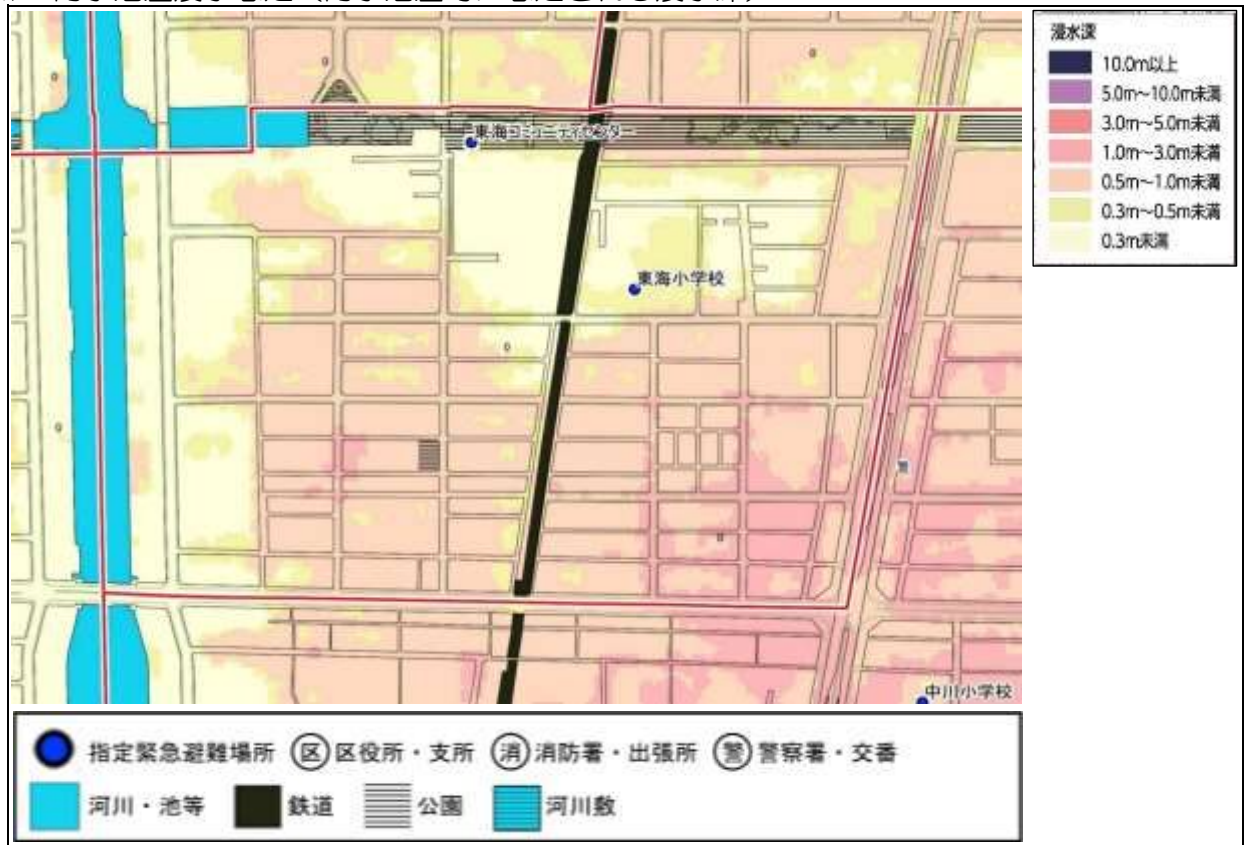 浸水深
10.0m以上
5.0m～10.0m未満
3.0m～5.0m未満
1.0m～3.0m未満
0.5m～1.0m未満
0.3m～0.5m未満
0.3m未満
東海コミュニティセンター
東海小学校
警
中川小学校
指定緊急避難場所 区 区役所・支所 消 消防署・出張所 警 警察署・交番
河川・池等 鉄道 公園 河川敷